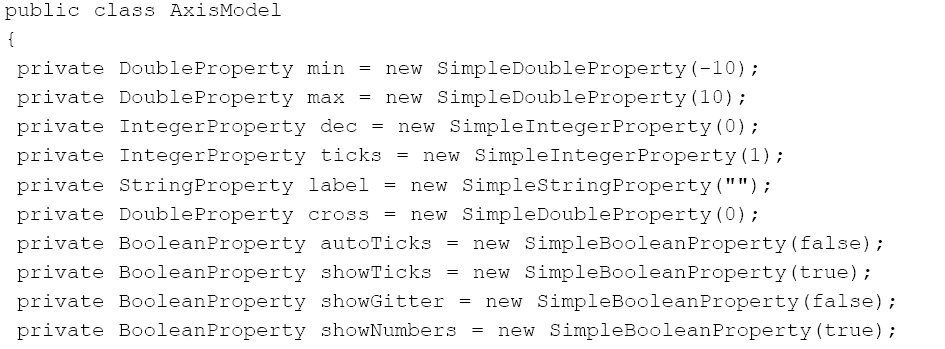 public class AxisModel
{
private DoubleProperty min = new SimpleDoubleProperty(-10);
private DoubleProperty max = new SimpleDoubleProperty(10);
private IntegerProperty dec = new SimpleIntegerProperty(0);
private IntegerProperty ticks = new SimpleIntegerProperty(1);
private StringProperty label = new SimpleStringProperty("");
private DoubleProperty cross = new SimpleDoubleProperty(0);
private BooleanProperty autoTicks = new SimpleBooleanProperty(false);
private BooleanProperty showTicks = new SimpleBooleanProperty(true);
private BooleanProperty showGitter = new SimpleBooleanProperty(false);
private BooleanProperty showNumbers = new SimpleBooleanProperty(true);